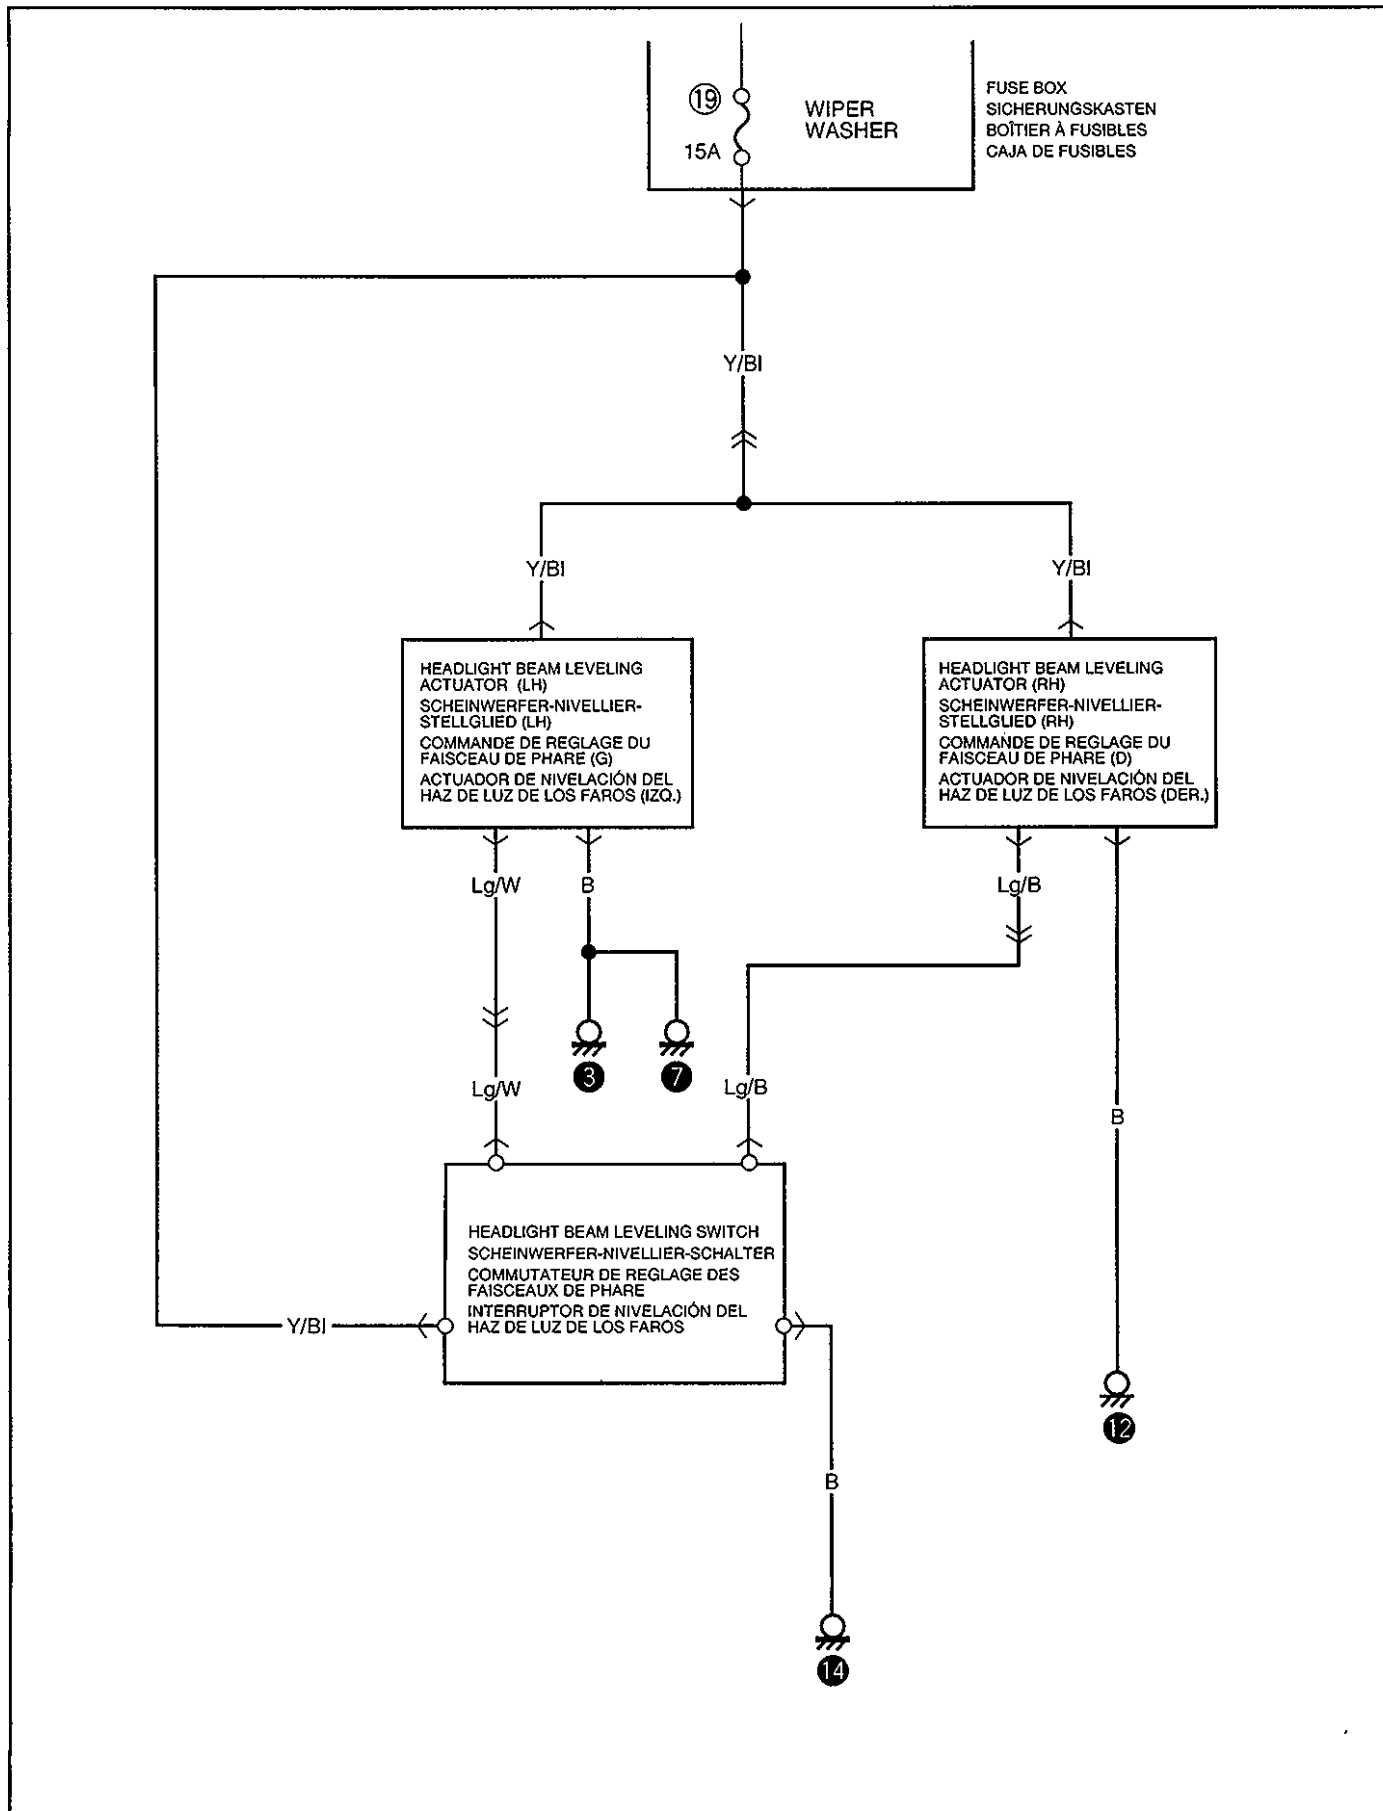 19
15A
WIPER
WASHER
FUSE BOX
SICHERUNGSKASTEN
BOÎTIER À FUSIBLES
CAJA DE FUSIBLES
Y/Bl
Y/Bl
Y/Bl
HEADLIGHT BEAM LEVELING
ACTUATOR (LH)
SCHEINWERFER-NIVELLIER-
STELLGLIED (LH)
COMMANDE DE REGLAGE DU
FAISCEAU DE PHARE (G)
ACTUADOR DE NIVELACIÓN DEL
HAZ DE LUZ DE LOS FAROS (IZQ.)
HEADLIGHT BEAM LEVELING
ACTUATOR (RH)
SCHEINWERFER-NIVELLIER-
STELLGLIED (RH)
COMMANDE DE REGLAGE DU
FAISCEAU DE PHARE (D)
ACTUADOR DE NIVELACIÓN DEL
HAZ DE LUZ DE LOS FAROS (DER.)
Lg/W
B
Lg/B
3
7
Lg/W
Lg/B
B
HEADLIGHT BEAM LEVELING SWITCH
SCHEINWERFER-NIVELLIER-SCHALTER
COMMUTATEUR DE REGLAGE DES
FAISCEAUX DE PHARE
INTERRUPTOR DE NIVELACIÓN DEL
HAZ DE LUZ DE LOS FAROS
Y/Bl
12
B
14